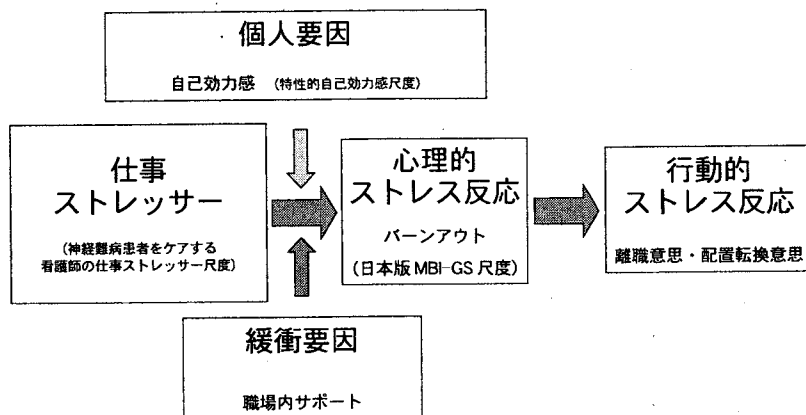 個人要因
自己効力感 (特性的自己効力感尺度)
仕事
ストレッサー
(神経難病患者をケアする
看護師の仕事ストレッサー尺度)
心理的
ストレス反応
バーンアウト
(日本版 MBI-GS 尺度)
行動的
ストレス反応
離職意思・配置転換意思
緩衝要因
職場内サポート